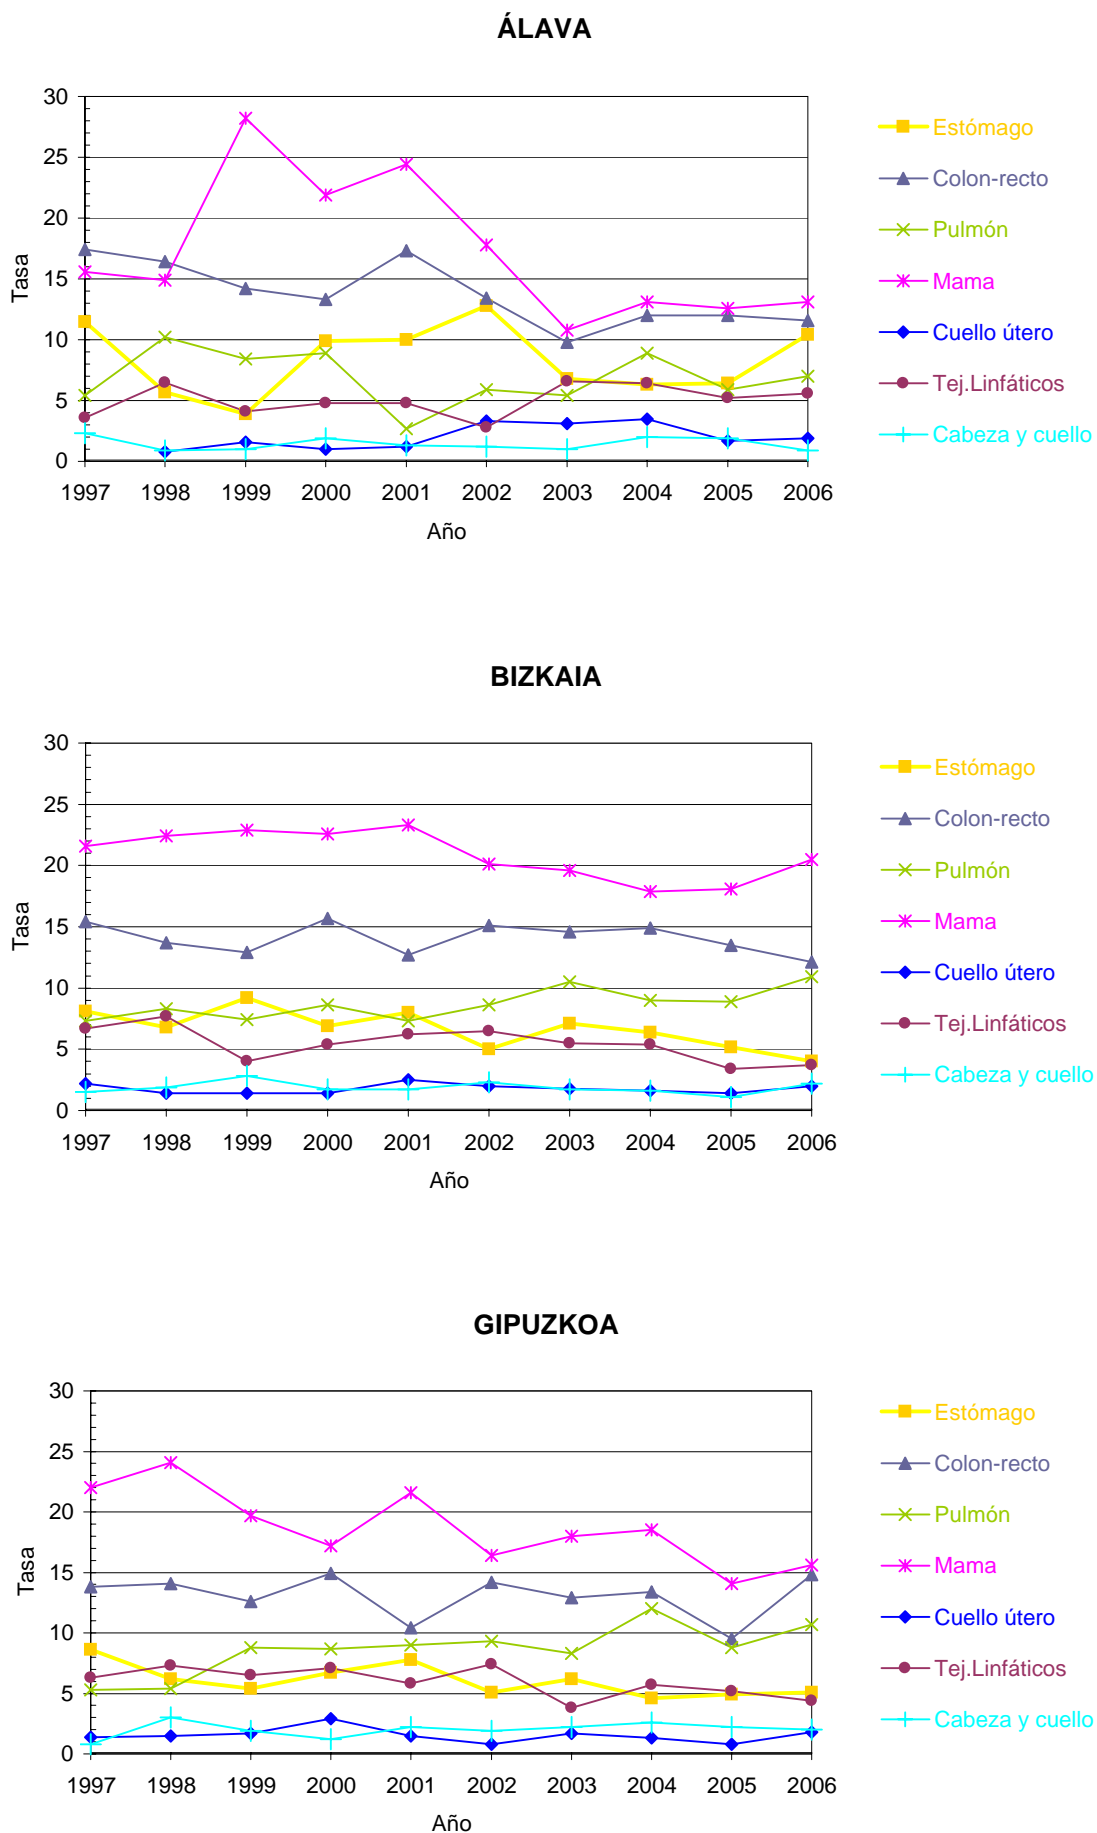 ÁLAVA
30
25
20
15
10
5
0
Tasa
1997 1998 1999 2000 2001 2002 2003 2004 2005 2006
Año
Estómago
Colon-recto
Pulmón
Mama
Cuello útero
Tej.Linfáticos
Cabeza y cuello
BIZKAIA
30
25
20
15
10
5
0
Tasa
1997 1998 1999 2000 2001 2002 2003 2004 2005 2006
Año
Estómago
Colon-recto
Pulmón
Mama
Cuello útero
Tej.Linfáticos
Cabeza y cuello
GIPUZKOA
30
25
20
15
10
5
0
Tasa
1997 1998 1999 2000 2001 2002 2003 2004 2005 2006
Año
Estómago
Colon-recto
Pulmón
Mama
Cuello útero
Tej.Linfáticos
Cabeza y cuello